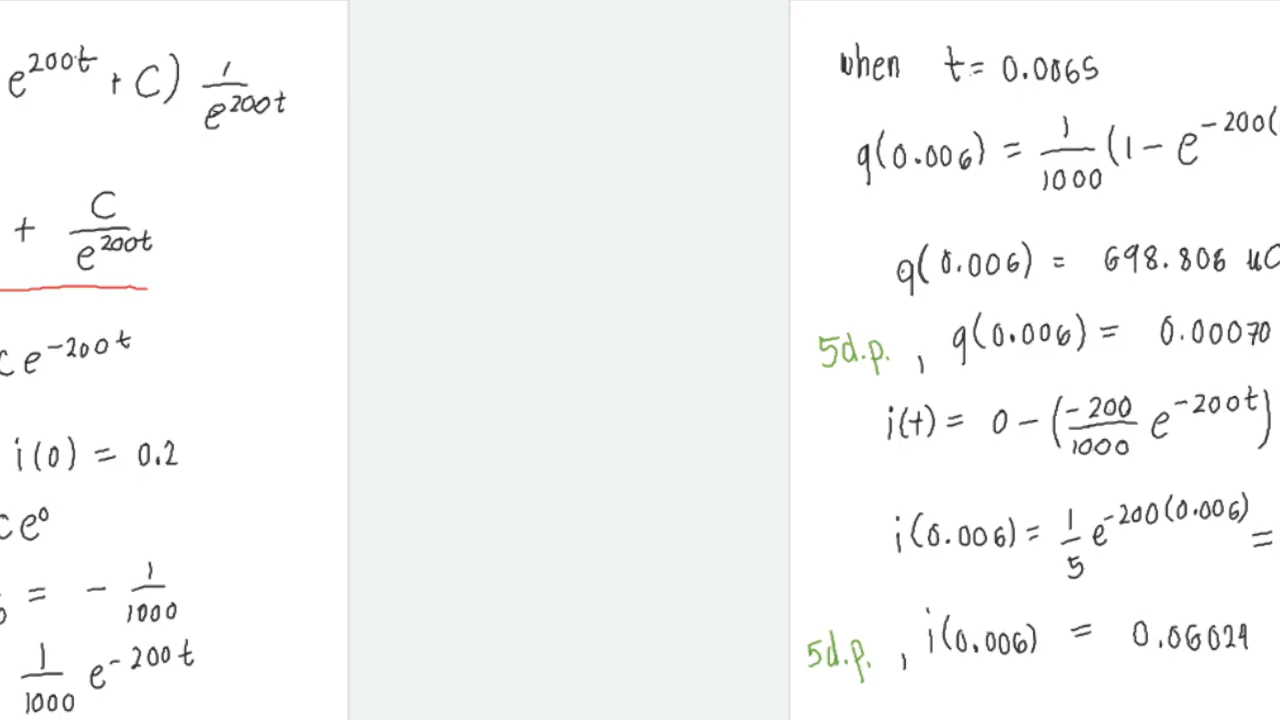 e^200t + C) 1/e^200t
+ C/e^200t
Ce^-200t
i(0) = 0.2
Ce^0
= - 1/1000
1/1000 e^-200t
when t = 0.006s
q(0.006) = 1/1000 (1 - e^-200(
q(0.006) = 698.806 uC
5d.p., q(0.006) = 0.00070
i(t) = 0 - (-200/1000 e^-200t)
i(0.006) = 1/5 e^-200(0.006) =
5d.p., i(0.006) = 0.06024